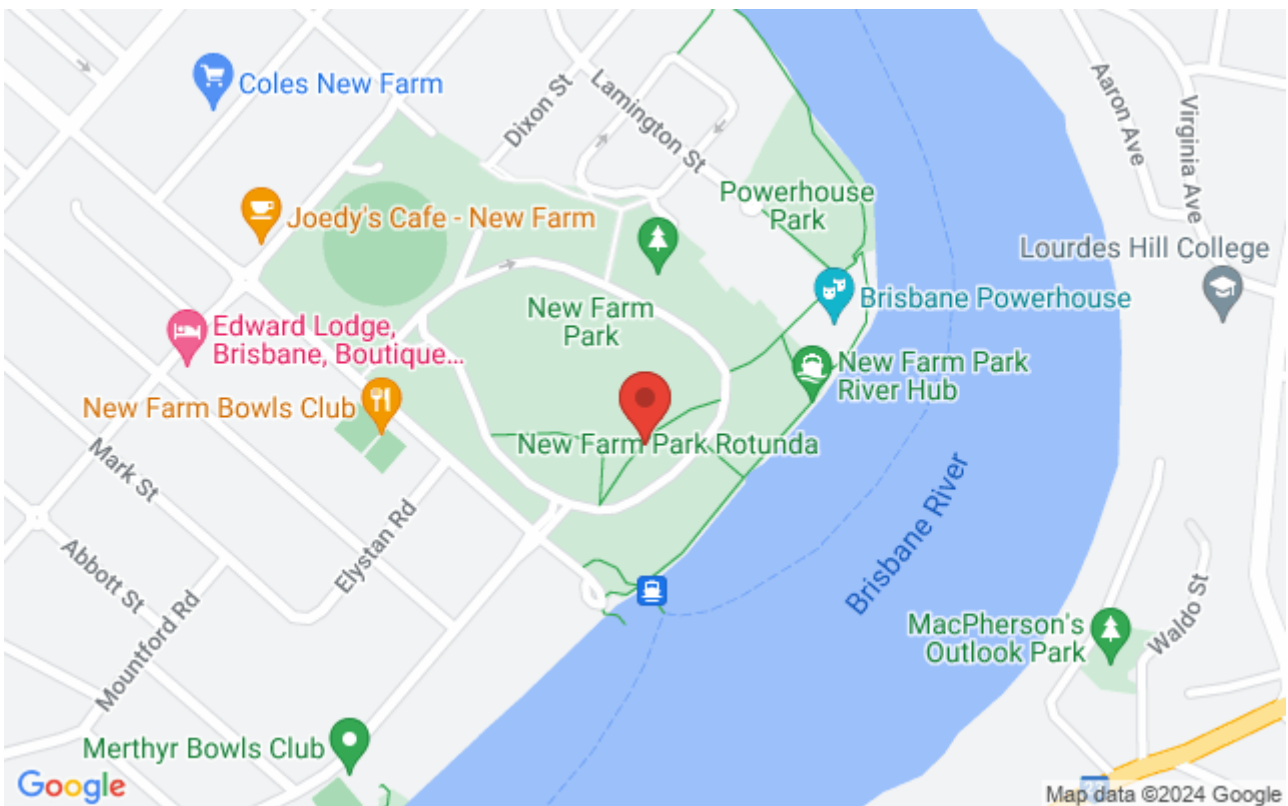 Coles New Farm
Dixon St
Lamington St
Aaron Ave
Virginia Ave
Joedy's Cafe - New Farm
Powerhouse
Park
Lourdes Hill College
New Farm
Park
Brisbane Powerhouse
Edward Lodge,
Brisbane, Boutique...
New Farm Park
River Hub
New Farm Bowls Club
New Farm Park Rotunda
Mark St
Elystan Rd
Abbott St
Mountford Rd
Brisbane River
MacPherson's
Outlook Park
Waldo St
Merthyr Bowls Club
Google
Map data ©2024 Google